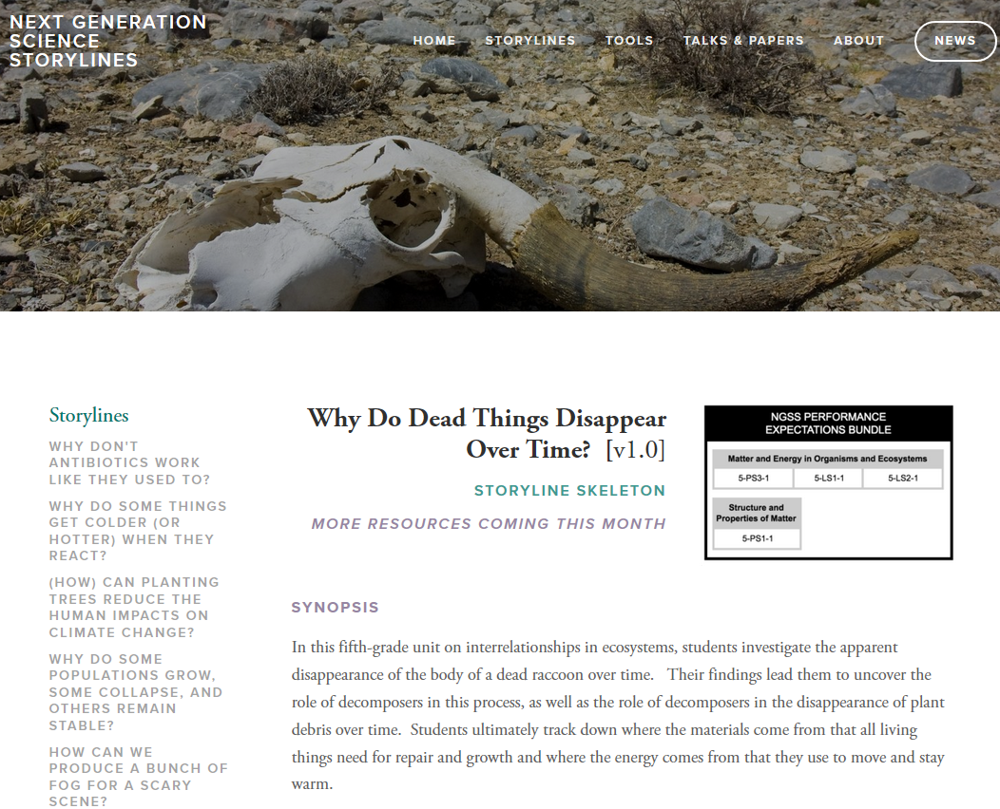 NEXT GENERATION
SCIENCE
STORYLINES
HOME STORYLINES TOOLS TALKS & PAPERS ABOUT NEWS
Storylines
WHY DON'T
ANTIBIOTICS WORK
LIKE THEY USED TO?
WHY DO SOME THINGS
GET COLDER (OR
HOTTER) WHEN THEY
REACT?
(HOW) CAN PLANTING
TREES REDUCE THE
HUMAN IMPACTS ON
CLIMATE CHANGE?
WHY DO SOME
POPULATIONS GROW,
SOME COLLAPSE, AND
OTHERS REMAIN
STABLE?
HOW CAN WE
PRODUCE A BUNCH OF
FOG FOR A SCARY
SCENE?
Why Do Dead Things Disappear
Over Time? [v1.0]
STORYLINE SKELETON
MORE RESOURCES COMING THIS MONTH
NGSS PERFORMANCE
EXPECTATIONS BUNDLE
Matter and Energy in Organisms and Ecosystems
5-PS3-1 5-LS1-1 5-LS2-1
Structure and
Properties of Matter
5-PS1-1
SYNOPSIS
In this fifth-grade unit on interrelationships in ecosystems, students investigate the apparent
disappearance of the body of a dead raccoon over time. Their findings lead them to uncover the
role of decomposers in this process, as well as the role of decomposers in the disappearance of plant
debris over time. Students ultimately track down where the materials come from that all living
things need for repair and growth and where the energy comes from that they use to move and stay
warm.